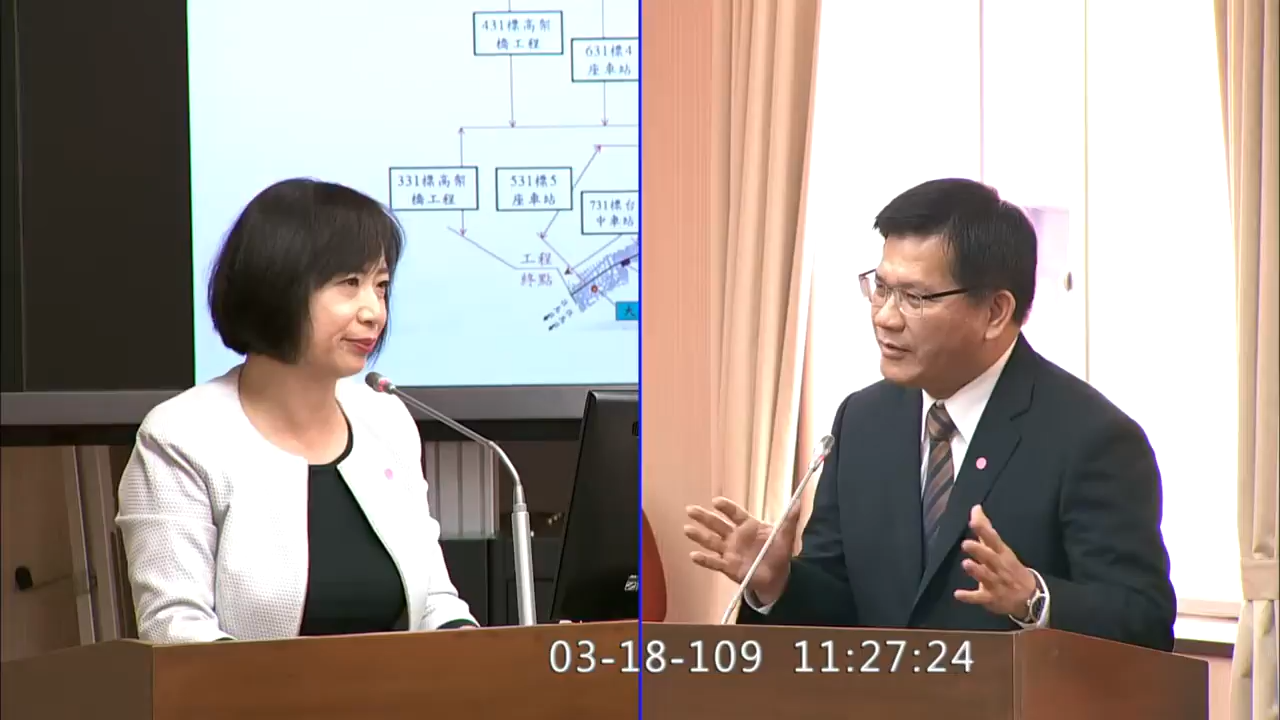 431標高架
橋工程
631標4
座車站
331標高架
橋工程
531標5
座車站
731標台
中車站
工程
終點
大
03-18-109 11:27:24